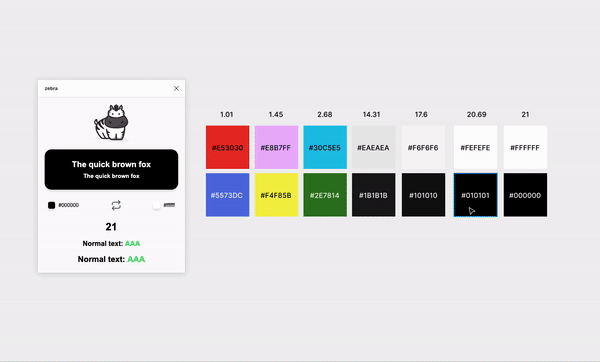 zebra
The quick brown fox
The quick brown fox
#000000
#ffffff
21
Normal text: AAA
Normal text: AAA
1.01 1.45 2.68 14.31 17.6 20.69 21
#E53030 #E8B7FF #30C5E5 #EAEAEA #F6F6F6 #FEFEFE #FFFFFF
#5573DC #F4F85B #2E7814 #1B1B1B #101010 #010101 #000000